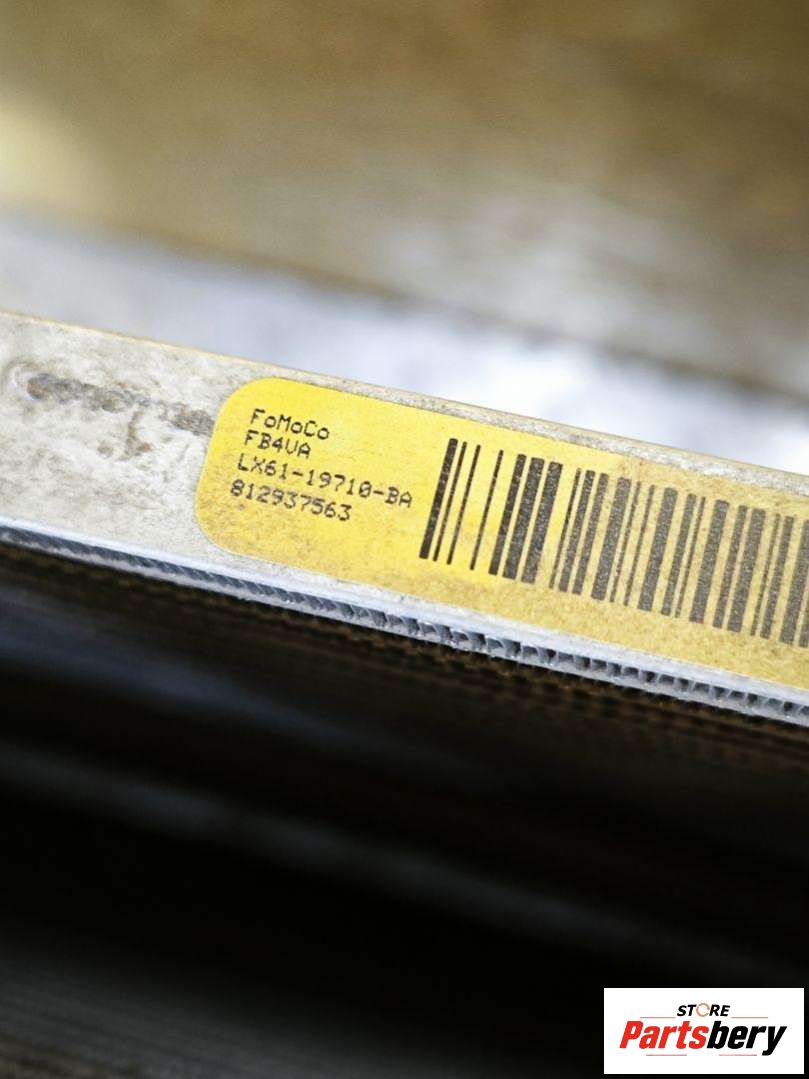 FoMoCo
FB4VA
LX61-19710-BA
812937563
STORE
Partsbery